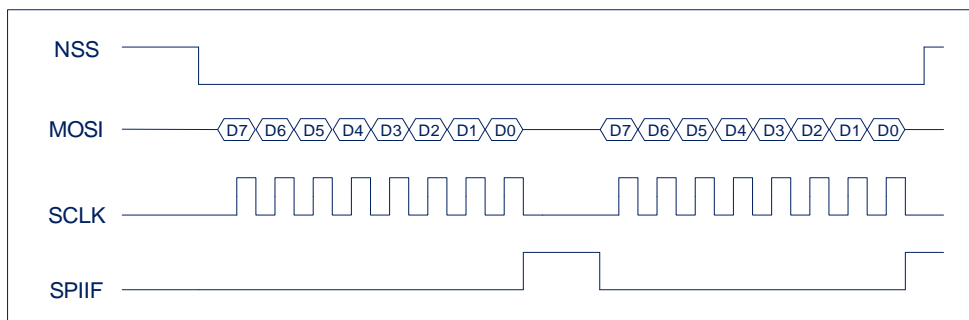 NSS
MOSI D7 D6 D5 D4 D3 D2 D1 D0 D7 D6 D5 D4 D3 D2 D1 D0
SCLK
SPIIF